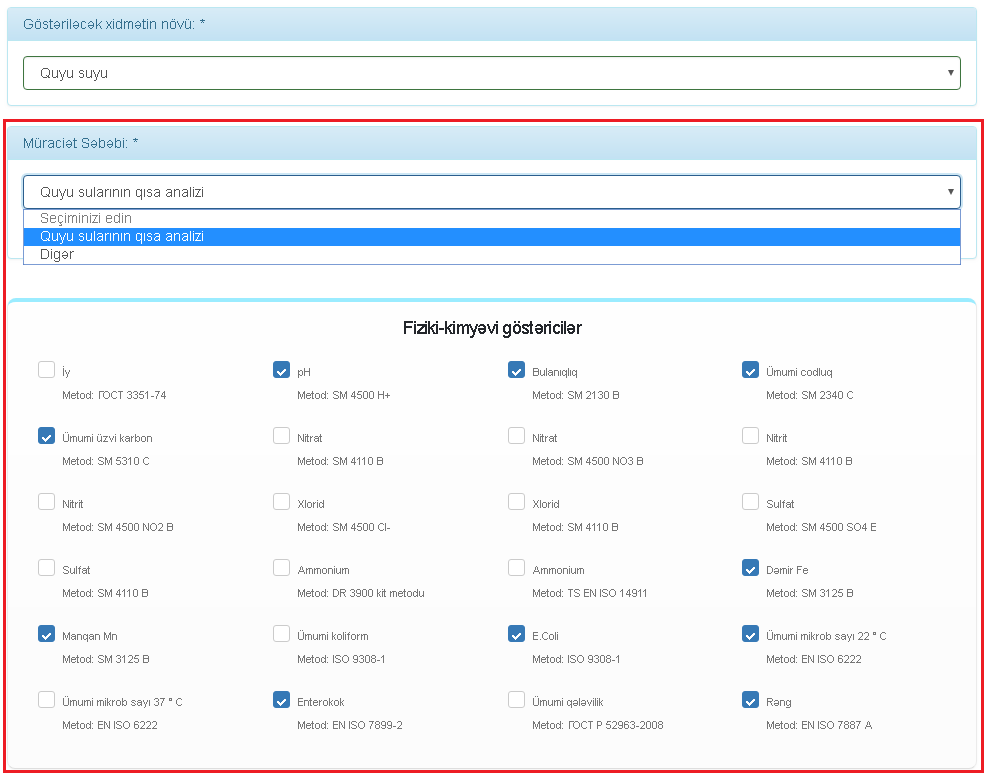 Göstəriləcək xidmətin növü: *
Quyu suyu
Müraciət Səbəbi: *
Quyu sularının qısa analizi
Seçiminizi edin
Quyu sularının qısa analizi
Digər
Fiziki-kimyəvi göstəricilər
İy
Metod: ГОСТ 3351-74
pH
Metod: SM 4500 H+
Bulanıqlıq
Metod: SM 2130 B
Ümumi codluq
Metod: SM 2340 C
Ümumi üzvi karbon
Metod: SM 5310 C
Nitrat
Metod: SM 4110 B
Nitrat
Metod: SM 4500 NO3 B
Nitrit
Metod: SM 4110 B
Nitrit
Metod: SM 4500 NO2 B
Xlorid
Metod: SM 4500 Cl-
Xlorid
Metod: SM 4110 B
Sulfat
Metod: SM 4500 SO4 E
Sulfat
Metod: SM 4110 B
Ammonium
Metod: DR 3900 kit metodu
Ammonium
Metod: TS EN ISO 14911
Dəmir Fe
Metod: SM 3125 B
Manqan Mn
Metod: SM 3125 B
Ümumi koliform
Metod: ISO 9308-1
E.Coli
Metod: ISO 9308-1
Ümumi mikrob sayı 22 ° C
Metod: EN ISO 6222
Ümumi mikrob sayı 37 ° C
Metod: EN ISO 6222
Enterokok
Metod: EN ISO 7899-2
Ümumi qələvilik
Metod: ГОСТ Р 52963-2008
Rəng
Metod: EN ISO 7887 A